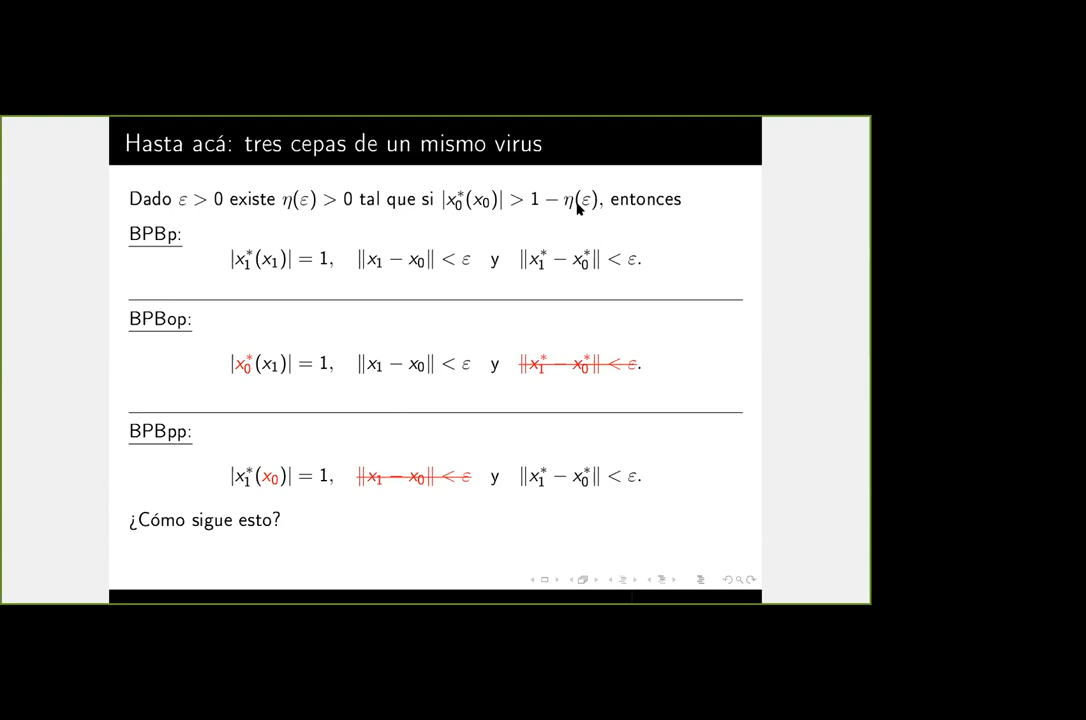 Hasta acá: tres cepas de un mismo virus
Dado ε > 0 existe η(ε) > 0 tal que si |x₀*(x₀)| > 1 − η(ε), entonces
BPBp:
|x₁*(x₁)| = 1, ‖x₁ − x₀‖ < ε y ‖x₁* − x₀*‖ < ε.
BPBop:
|x₀*(x₁)| = 1, ‖x₁ − x₀‖ < ε y ‖x₁* − x₀*‖ < ε.
BPBpp:
|x₁*(x₀)| = 1, ‖x₁ − x₀‖ < ε y ‖x₁* − x₀*‖ < ε.
¿Cómo sigue esto?